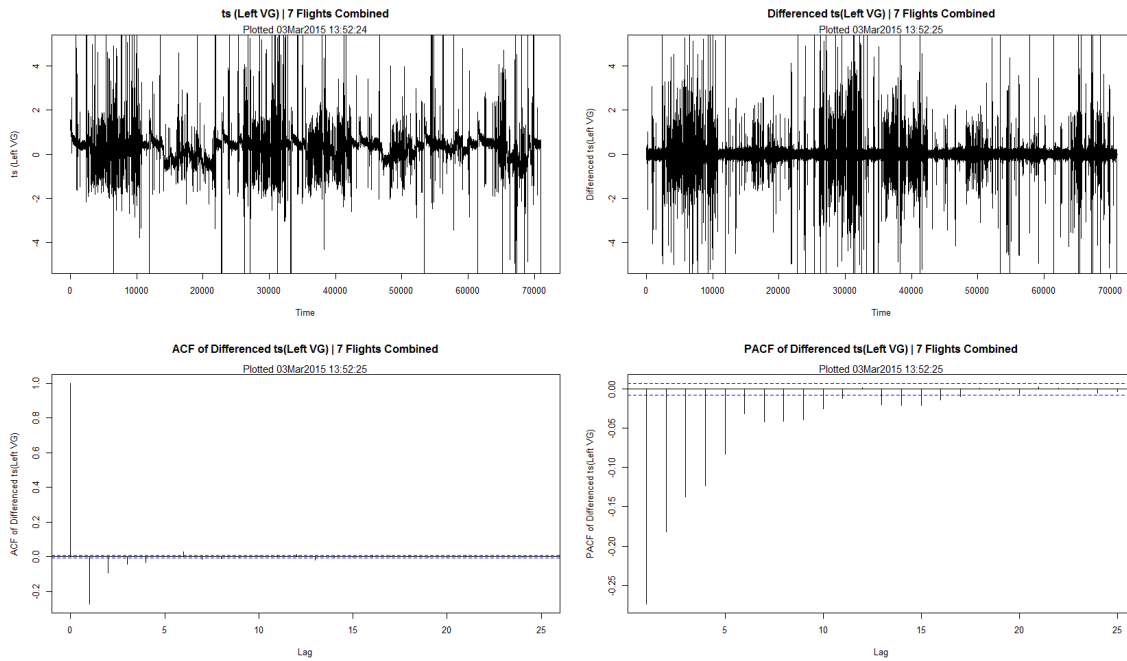 ts (Left VG) | 7 Flights Combined
Plotted 03Mar2015 13:52:24
ts (Left VG)
4
2
0
-2
-4
0 10000 20000 30000 40000 50000 60000 70000
Time
Differenced ts(Left VG) | 7 Flights Combined
Plotted 03Mar2015 13:52:25
Differenced ts(Left VG)
4
2
0
-2
-4
0 10000 20000 30000 40000 50000 60000 70000
Time
ACF of Differenced ts(Left VG) | 7 Flights Combined
Plotted 03Mar2015 13:52:25
ACF of Differenced ts(Left VG)
1.0
0.8
0.6
0.4
0.2
0.0
-0.2
0 5 10 15 20 25
Lag
PACF of Differenced ts(Left VG) | 7 Flights Combined
Plotted 03Mar2015 13:52:25
PACF of Differenced ts(Left VG)
0.00
-0.05
-0.10
-0.15
-0.20
-0.25
5 10 15 20 25
Lag